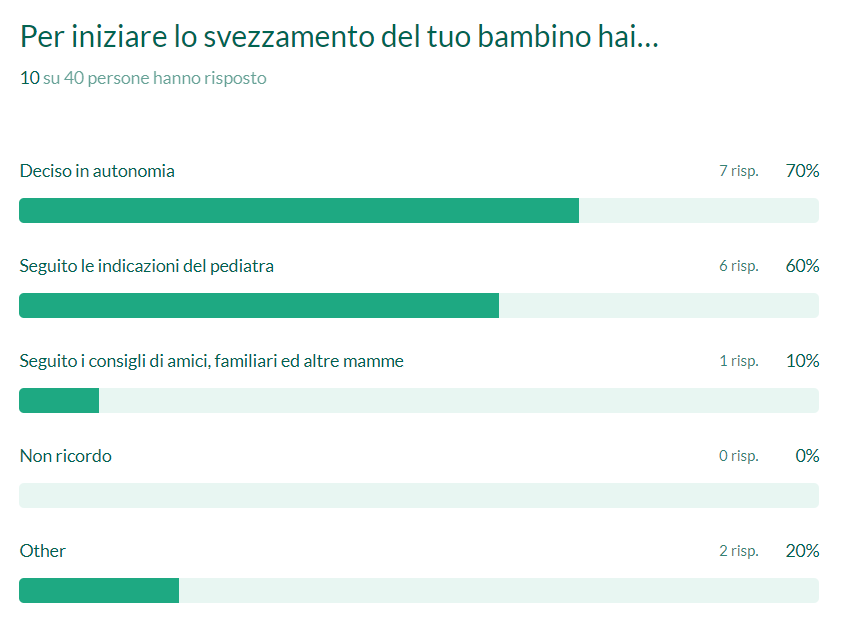 Per iniziare lo svezzamento del tuo bambino hai...
10 su 40 persone hanno risposto
Deciso in autonomia 7 risp. 70%
Seguito le indicazioni del pediatra 6 risp. 60%
Seguito i consigli di amici, familiari ed altre mamme 1 risp. 10%
Non ricordo 0 risp. 0%
Other 2 risp. 20%